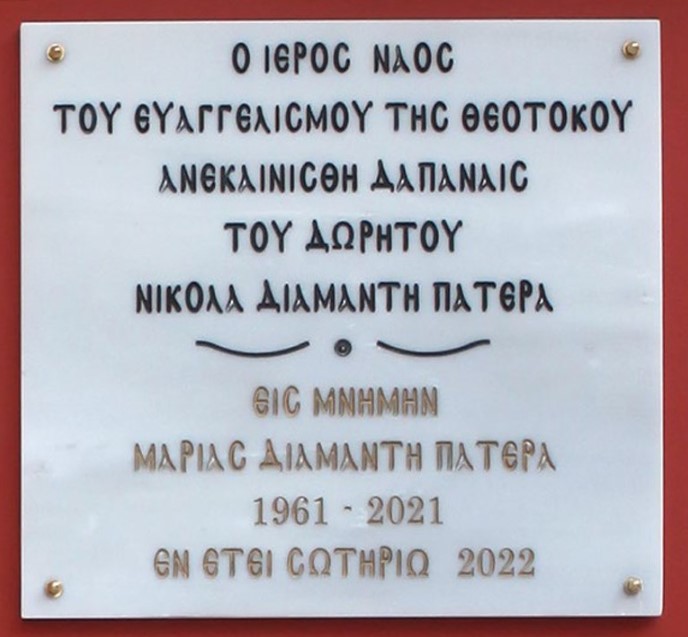 Ο ΙΕΡΟΣ ΝΑΟΣ
ΤΟΥ ΕΥΑΓΓΕΛΙΣΜΟΥ ΤΗΣ ΘΕΟΤΟΚΟΥ
ΑΝΕΚΑΙΝΙΣΘΗ ΔΑΠΑΝΑΙΣ
ΤΟΥ ΔΩΡΗΤΟΥ
ΝΙΚΟΛΑ ΔΙΑΜΑΝΤΗ ΠΑΤΕΡΑ
ΕΙΣ ΜΝΗΜΗΝ
ΜΑΡΙΑΣ ΔΙΑΜΑΝΤΗ ΠΑΤΕΡΑ
1961 - 2021
ΕΝ ΕΤΕΙ ΣΩΤΗΡΙΩ 2022